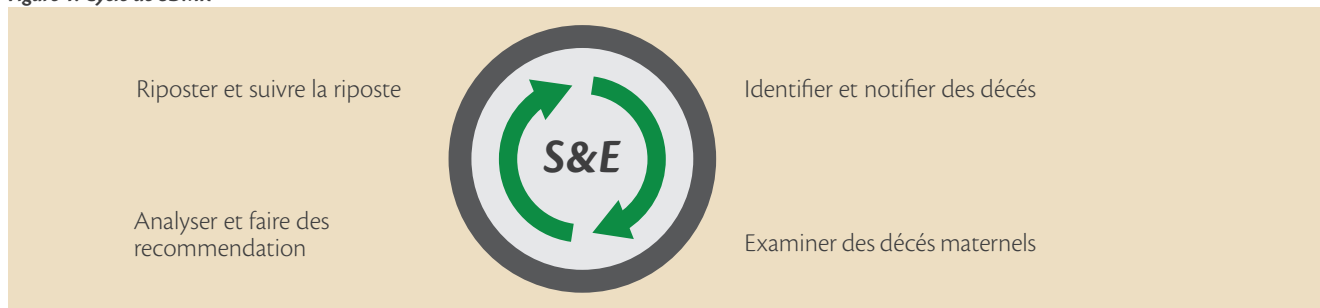 Riposter et suivre la riposte
Identifier et notifier des décés
S&E
Analyser et faire des
recommendation
Examiner des décés maternels